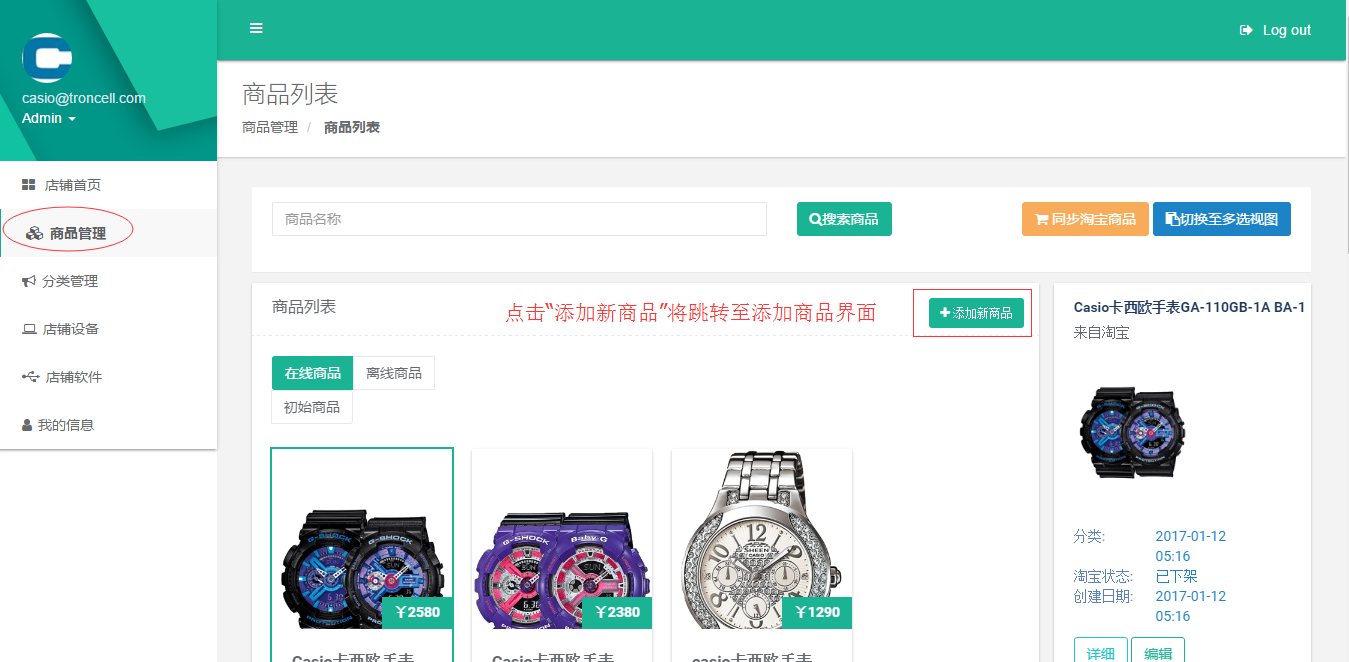 Log out
casio@troncell.com
Admin
店铺首页
商品管理
分类管理
店铺设备
店铺软件
我的信息
商品列表
商品管理 / 商品列表
商品名称
搜索商品
同步淘宝商品
切换至多选视图
商品列表
点击“添加新商品”将跳转至添加商品界面
添加新商品
在线商品
离线商品
初始商品
G-SHOCK
G-SHOCK
￥2580
Casio卡西欧手表
G-SHOCK
Baby-G
￥2380
Casio卡西欧手表
SHEEN
CASIO
￥1290
casio卡西欧手表
Casio卡西欧手表GA-110GB-1A BA-1
来自淘宝
分类: 2017-01-12
05:16
淘宝状态: 已下架
创建日期: 2017-01-12
05:16
详细
编辑